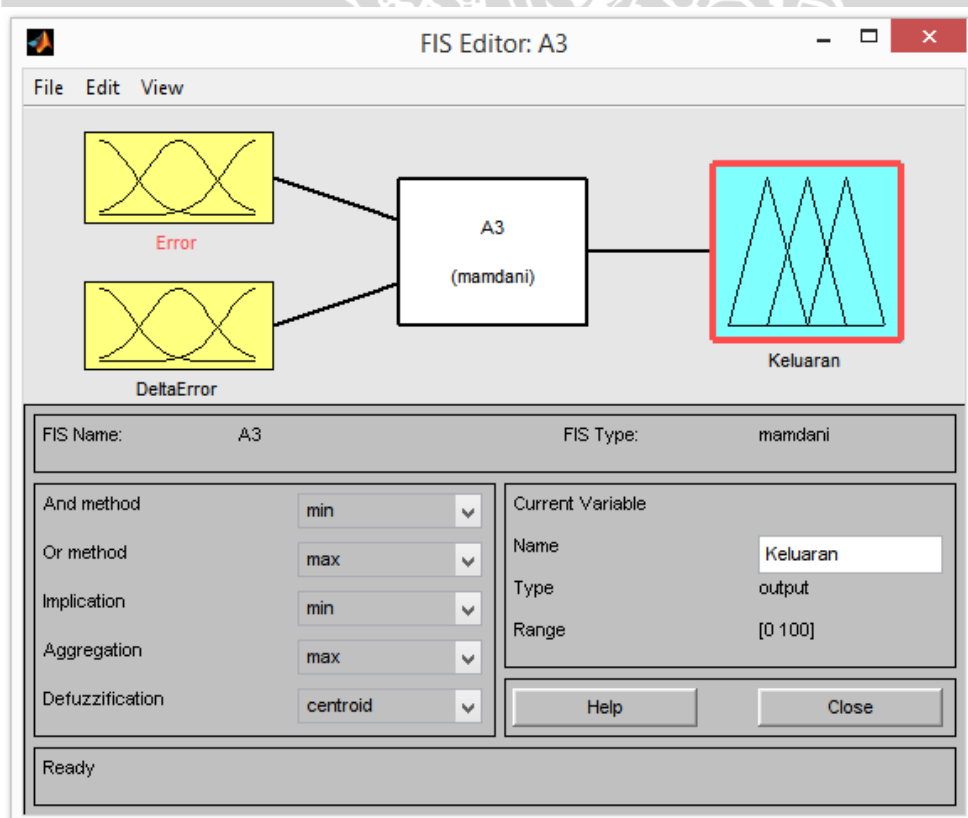 FIS Editor: A3
File Edit View
Error
DeltaError
A3
(mamdani)
Keluaran
FIS Name: A3 FIS Type: mamdani
And method min
Or method max
Implication min
Aggregation max
Defuzzification centroid
Current Variable
Name Keluaran
Type output
Range [0 100]
Help Close
Ready